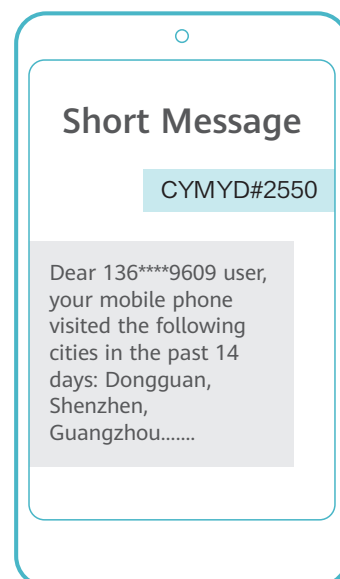 Short Message
CYMYD#2550
Dear 136****9609 user,
your mobile phone
visited the following
cities in the past 14
days: Dongguan,
Shenzhen,
Guangzhou.......